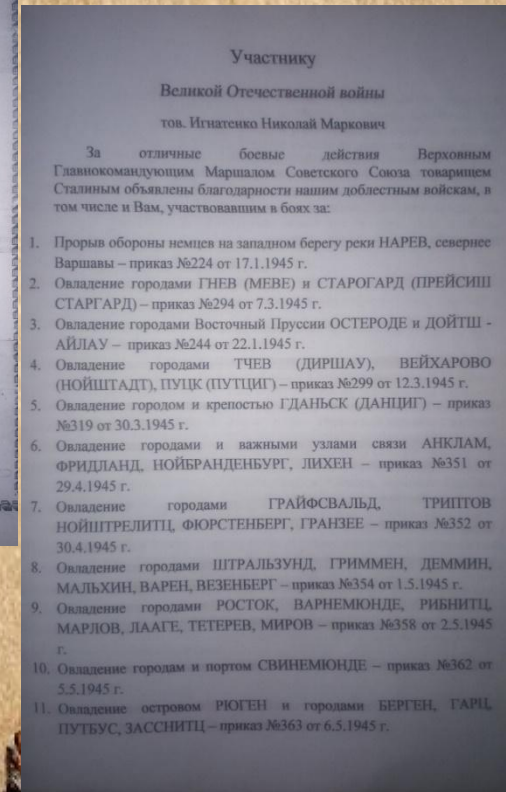 Участнику
Великой Отечественной войны
тов. Игнатенко Николай Маркович
За отличные боевые действия Верховным
Главнокомандующим Маршалом Советского Союза товарищем
Сталиным объявлены благодарности нашим доблестным войскам, в
том числе и Вам, участвовавшим в боях за:
1. Прорыв обороны немцев на западном берегу реки НАРЕВ, севернее
Варшавы – приказ №224 от 17.1.1945 г.
2. Овладение городами ГНЕВ (МЕВЕ) и СТАРОГАРД (ПРЕЙСИШ
СТАРГАРД) – приказ №294 от 7.3.1945 г.
3. Овладение городами Восточный Пруссии ОСТЕРОДЕ и ДОЙТШ -
АЙЛАУ – приказ №244 от 22.1.1945 г.
4. Овладение городами ТЧЕВ (ДИРШАУ), ВЕЙХАРОВО
(НОЙШТАДТ), ПУЦК (ПУТЦИГ) – приказ №299 от 12.3.1945 г.
5. Овладение городом и крепостью ГДАНЬСК (ДАНЦИГ) – приказ
№319 от 30.3.1945 г.
6. Овладение городами и важными узлами связи АНКЛАМ,
ФРИДЛАНД, НОЙБРАНДЕНБУРГ, ЛИХЕН – приказ №351 от
29.4.1945 г.
7. Овладение городами ГРАЙФСВАЛЬД, ТРИПТОВ
НОЙШТРЕЛИТЦ, ФЮРСТЕНБЕРГ, ГРАНЗЕЕ – приказ №352 от
30.4.1945 г.
8. Овладение городами ШТРАЛЬЗУНД, ГРИММЕН, ДЕММИН,
МАЛЬХИН, ВАРЕН, ВЕЗЕНБЕРГ – приказ №354 от 1.5.1945 г.
9. Овладение городами РОСТОК, ВАРНЕМЮНДЕ, РИБНИТЦ,
МАРЛОВ, ЛААГЕ, ТЕТЕРЕВ, МИРОВ – приказ №358 от 2.5.1945
г.
10. Овладение городам и портом СВИНЕМЮНДЕ – приказ №362 от
5.5.1945 г.
11. Овладение островом РЮГЕН и городами БЕРГЕН, ГАРЦ,
ПУТБУС, ЗАССНИТЦ – приказ №363 от 6.5.1945 г.